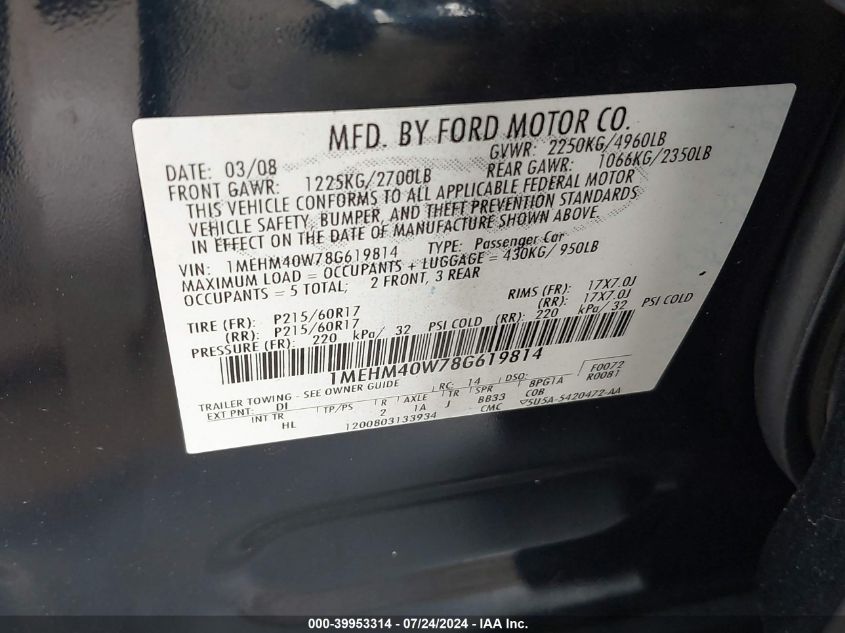 MFD. BY FORD MOTOR CO.
DATE: 03/08 GVWR: 2250KG/4960LB
FRONT GAWR: 1225KG/2700LB REAR GAWR: 1066KG/2350LB
THIS VEHICLE CONFORMS TO ALL APPLICABLE FEDERAL MOTOR
VEHICLE SAFETY, BUMPER, AND THEFT PREVENTION STANDARDS
IN EFFECT ON THE DATE OF MANUFACTURE SHOWN ABOVE.
VIN: 1MEHM40W78G619814 TYPE: Passenger Car
MAXIMUM LOAD = OCCUPANTS + LUGGAGE = 430KG/ 950LB
OCCUPANTS = 5 TOTAL; 2 FRONT, 3 REAR
TIRE (FR): P215/60R17 RIMS (FR): 17X7.0J
(RR): P215/60R17 (RR): 17X7.0J
PRESSURE (FR): 220 kPa/ 32 PSI COLD (RR): 220 kPa/ 32 PSI COLD
1MEHM40W78G619814
F0072
TRAILER TOWING - SEE OWNER GUIDE RC: 14 DSO: R0081
EXT PNT: DI TP/PS R AXLE TR SPR BPG1A
INT TR 2 1A J BB33 COB
HL 1200803133934 CMC 5U5A-5420472-AA
000-39953314 / 07/24/2024 - IAA Inc.